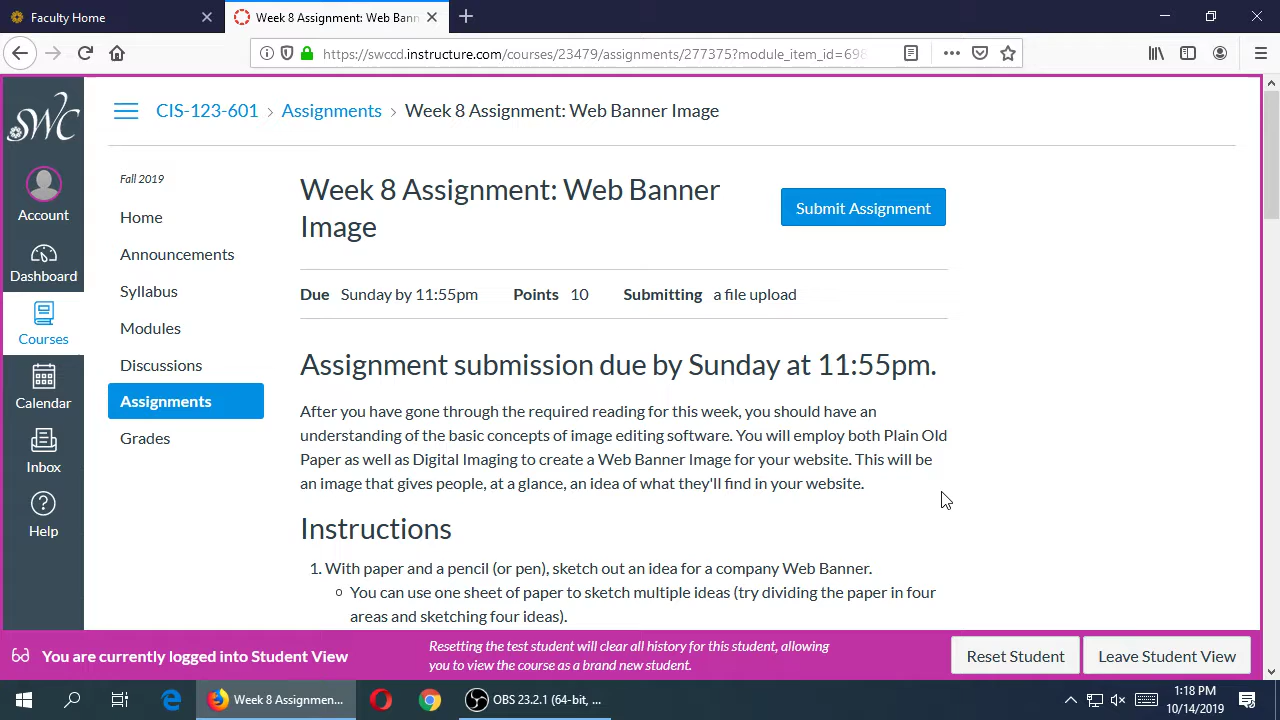 Faculty Home
Week 8 Assignment: Web Bann
https://swccd.instructure.com/courses/23479/assignments/277375?module_item_id=698
SWC
CIS-123-601 › Assignments › Week 8 Assignment: Web Banner Image
Account
Dashboard
Courses
Calendar
Inbox
Help
Fall 2019
Home
Announcements
Syllabus
Modules
Discussions
Assignments
Grades
Week 8 Assignment: Web Banner
Image
Submit Assignment
Due Sunday by 11:55pm Points 10 Submitting a file upload
Assignment submission due by Sunday at 11:55pm.
After you have gone through the required reading for this week, you should have an
understanding of the basic concepts of image editing software. You will employ both Plain Old
Paper as well as Digital Imaging to create a Web Banner Image for your website. This will be
an image that gives people, at a glance, an idea of what they'll find in your website.
Instructions
1. With paper and a pencil (or pen), sketch out an idea for a company Web Banner.
You can use one sheet of paper to sketch multiple ideas (try dividing the paper in four
areas and sketching four ideas).
You are currently logged into Student View
Resetting the test student will clear all history for this student, allowing
you to view the course as a brand new student.
Reset Student
Leave Student View
Week 8 Assignmen...
OBS 23.2.1 (64-bit, ...
1:18 PM
10/14/2019